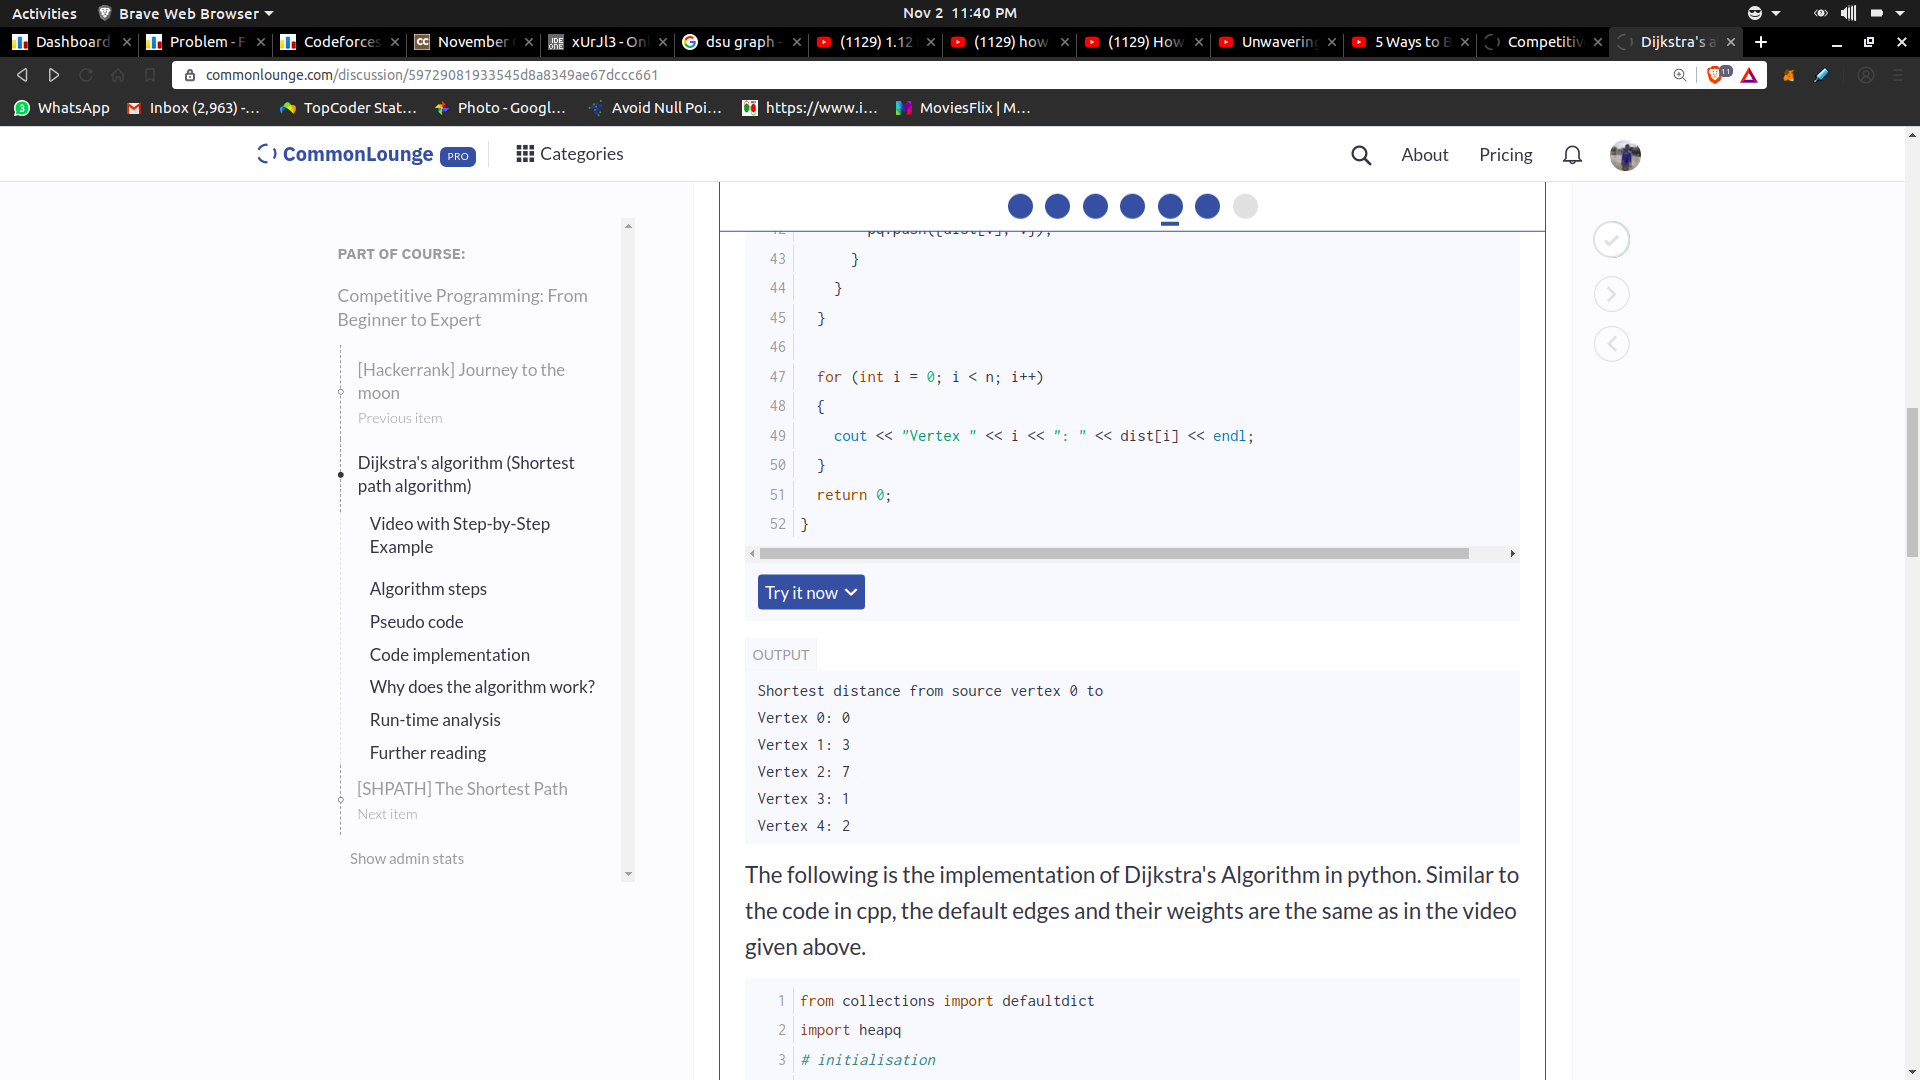 Activities
Brave Web Browser
Nov 2 11:40 PM
Dashboard
Problem - F
Codeforces
November
xUrJl3 - Onl
dsu graph -
(1129) 1.12
(1129) how
(1129) How
Unwavering
5 Ways to B
Competitiv
Dijkstra's a
commonlounge.com/discussion/59729081933545d8a8349ae67dccc661
11
WhatsApp
Inbox (2,963) -...
TopCoder Stat...
Photo - Googl...
Avoid Null Poi...
https://www.i...
MoviesFlix | M...
CommonLounge PRO
Categories
About
Pricing
PART OF COURSE:
Competitive Programming: From
Beginner to Expert
[Hackerrank] Journey to the
moon
Previous item
Dijkstra's algorithm (Shortest
path algorithm)
Video with Step-by-Step
Example
Algorithm steps
Pseudo code
Code implementation
Why does the algorithm work?
Run-time analysis
Further reading
[SHPATH] The Shortest Path
Next item
Show admin stats
43 }
44 }
45 }
46
47 for (int i = 0; i < n; i++)
48 {
49 cout << "Vertex " << i << ": " << dist[i] << endl;
50 }
51 return 0;
52 }
Try it now
OUTPUT
Shortest distance from source vertex 0 to
Vertex 0: 0
Vertex 1: 3
Vertex 2: 7
Vertex 3: 1
Vertex 4: 2
The following is the implementation of Dijkstra's Algorithm in python. Similar to
the code in cpp, the default edges and their weights are the same as in the video
given above.
1 from collections import defaultdict
2 import heapq
3 # initialisation